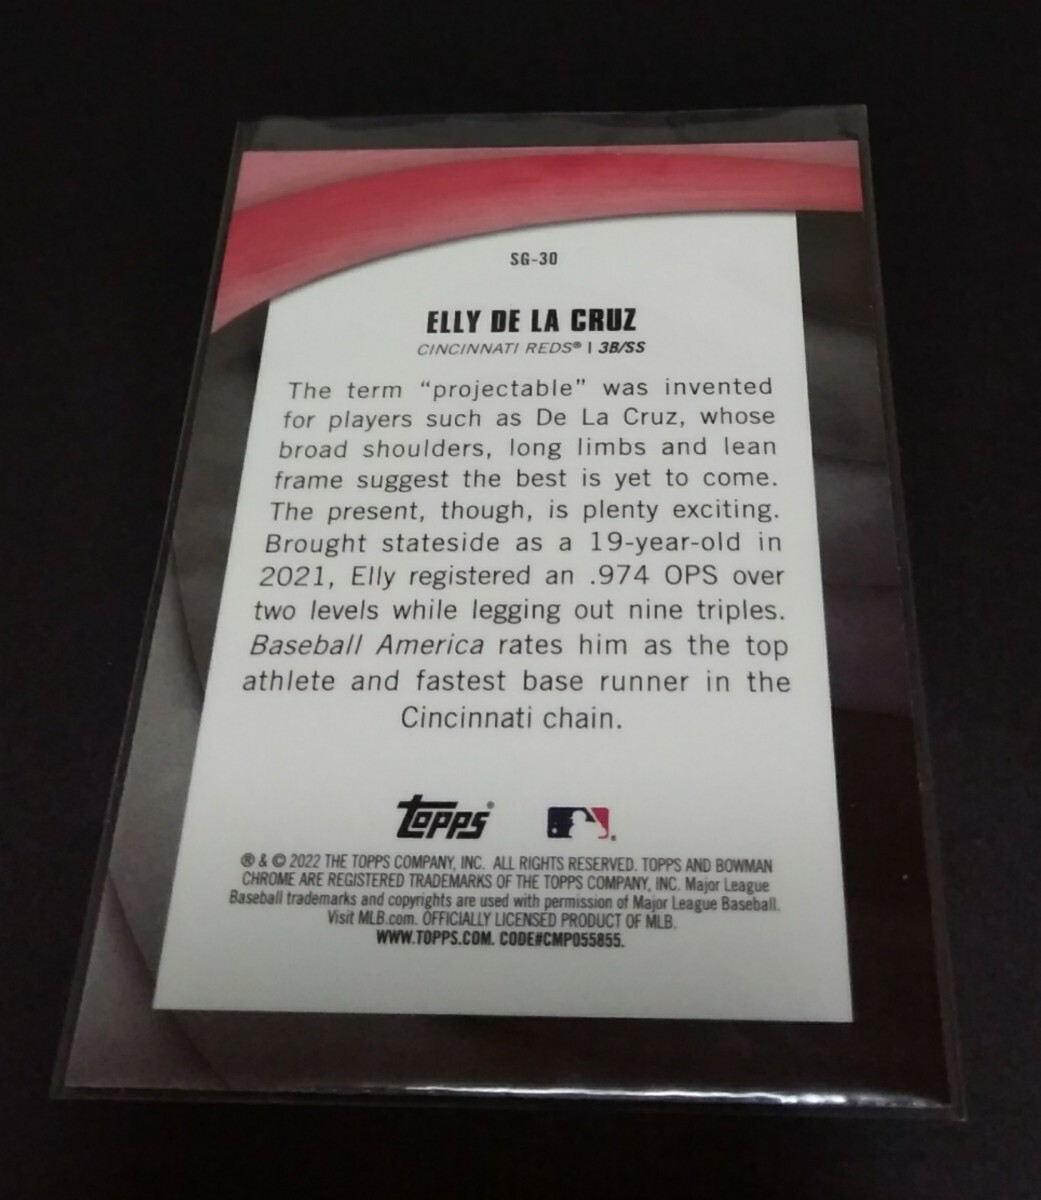 SG-30
ELLY DE LA CRUZ
CINCINNATI REDS® | 3B/SS
The term “projectable” was invented
for players such as De La Cruz, whose
broad shoulders, long limbs and lean
frame suggest the best is yet to come.
The present, though, is plenty exciting.
Brought stateside as a 19-year-old in
2021, Elly registered an .974 OPS over
two levels while legging out nine triples.
Baseball America rates him as the top
athlete and fastest base runner in the
Cincinnati chain.
topps®
® & © 2022 THE TOPPS COMPANY, INC. ALL RIGHTS RESERVED. TOPPS AND BOWMAN
CHROME ARE REGISTERED TRADEMARKS OF THE TOPPS COMPANY, INC. Major League
Baseball trademarks and copyrights are used with permission of Major League Baseball.
Visit MLB.com. OFFICIALLY LICENSED PRODUCT OF MLB.
WWW.TOPPS.COM. CODE#CMP055855.